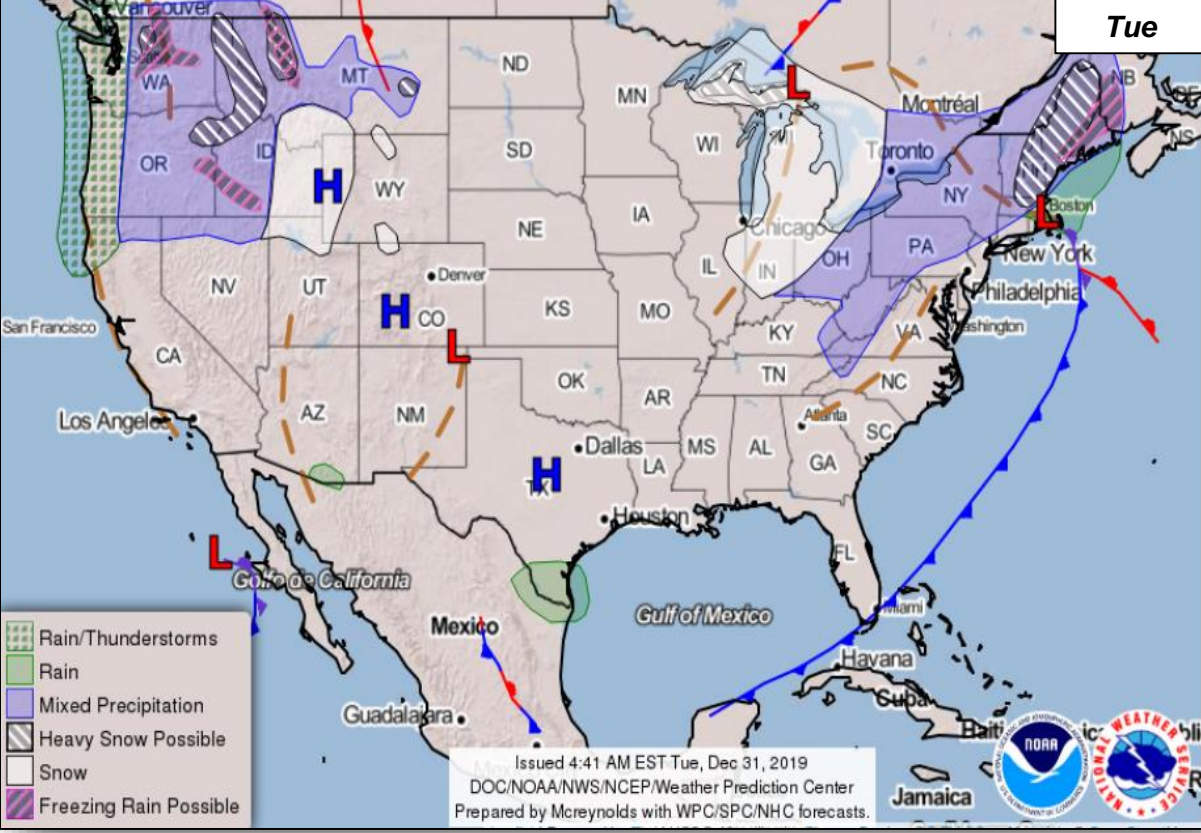 Tue
Vancouver
WA
MT
ND
MN
Montréal
NB
NS
OR
ID
WY
SD
WI
MI
Toronto
NY
Boston
H
L
NE
IA
Chicago
PA
New York
NV
UT
Denver
IL
IN
OH
Philadelphia
San Francisco
CA
H
CO
KS
MO
KY
VA
Washington
L
Los Angeles
AZ
NM
OK
AR
TN
NC
Atlanta
SC
Dallas
MS
AL
GA
LA
H
TX
Houston
FL
L
Golfo de California
Gulf of Mexico
Miami
Mexico
Havana
Cuba
Guadalajara
Haiti
Jamaica
Rain/Thunderstorms
Rain
Mixed Precipitation
Heavy Snow Possible
Snow
Freezing Rain Possible
Issued 4:41 AM EST Tue, Dec 31, 2019
DOC/NOAA/NWS/NCEP/Weather Prediction Center
Prepared by Mcreynolds with WPC/SPC/NHC forecasts.
NOAA
NATIONAL WEATHER SERVICE
L